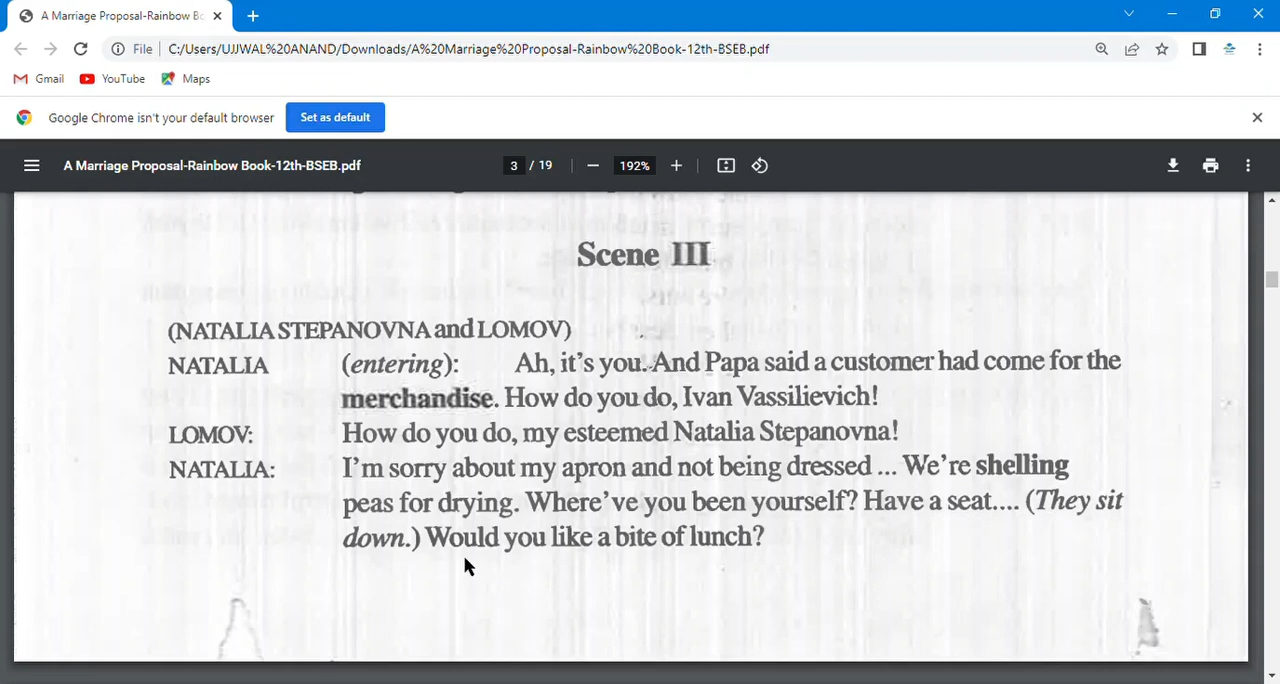 A Marriage Proposal-Rainbow Bo
File
C:/Users/UJJWAL%20ANAND/Downloads/A%20Marriage%20Proposal-Rainbow%20Book-12th-BSEB.pdf
Gmail YouTube Maps
Google Chrome isn't your default browser Set as default
A Marriage Proposal-Rainbow Book-12th-BSEB.pdf 3 / 19 192%
Scene III
(NATALIA STEPANOVNA and LOMOV)
NATALIA (entering): Ah, it's you. And Papa said a customer had come for the
merchandise. How do you do, Ivan Vassilievich!
LOMOV: How do you do, my esteemed Natalia Stepanovna!
NATALIA: I'm sorry about my apron and not being dressed ... We're shelling
peas for drying. Where've you been yourself? Have a seat.... (They sit
down.) Would you like a bite of lunch?